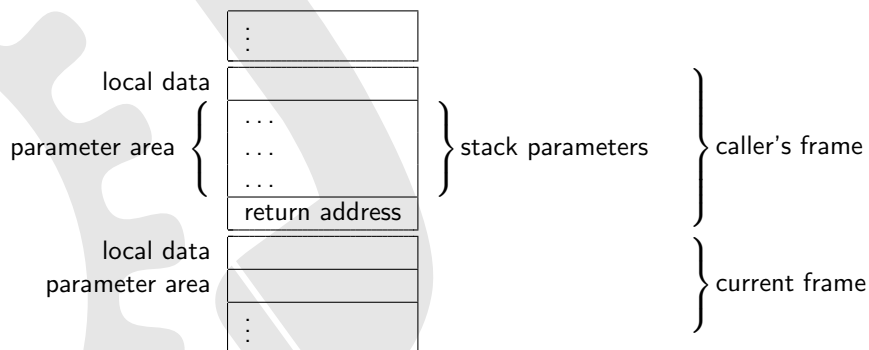 ⋮
local data
. . .
parameter area { . . . } stack parameters } caller's frame
. . .
return address
local data
parameter area } current frame
⋮